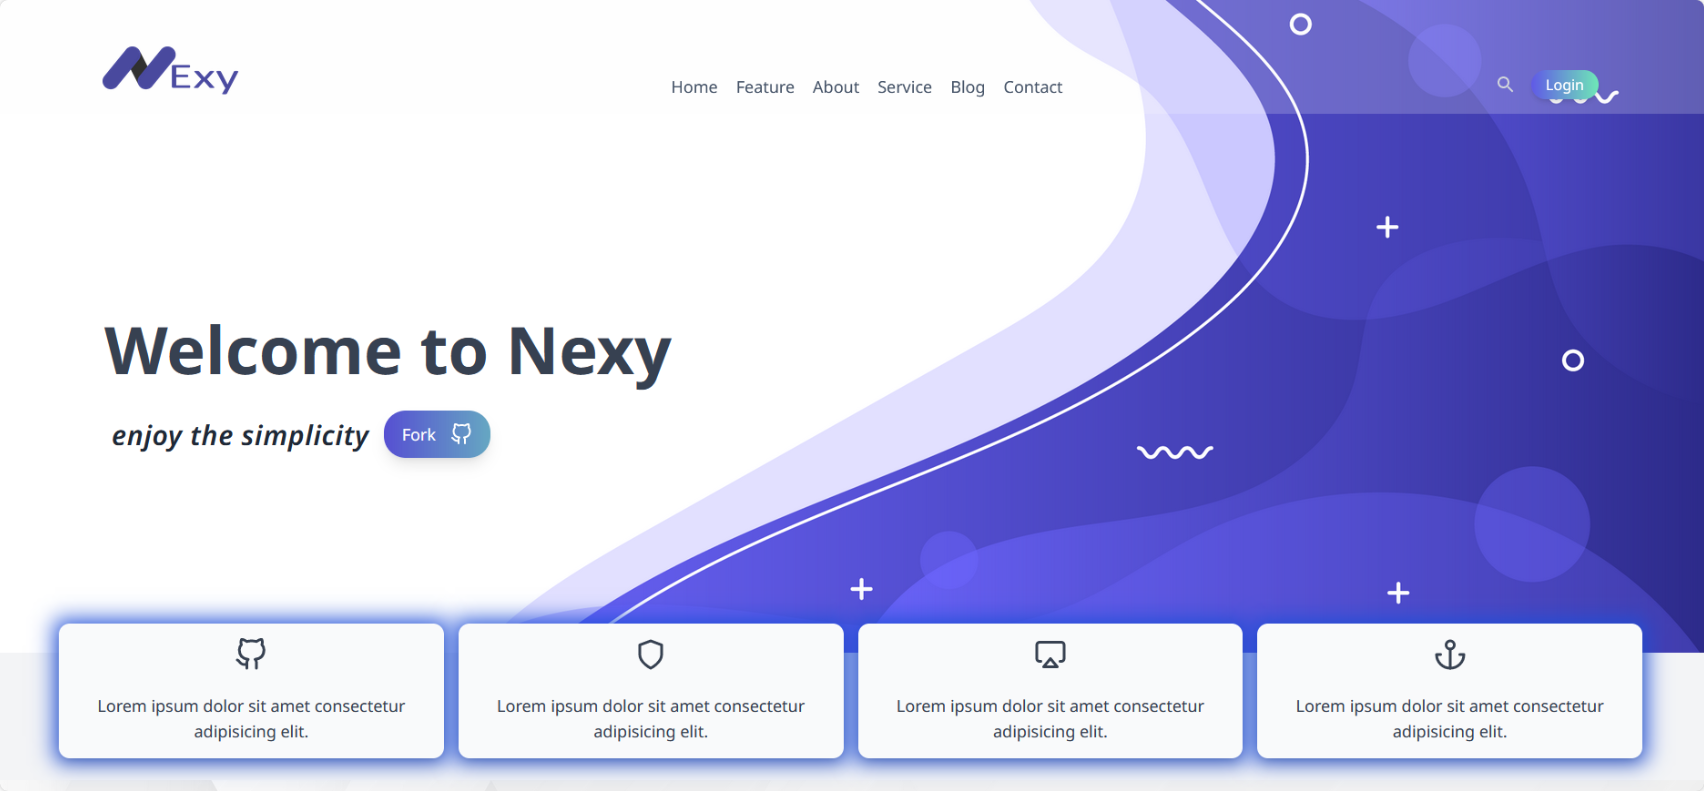 NExy
Home Feature About Service Blog Contact
Login
Welcome to Nexy
enjoy the simplicity
Fork
Lorem ipsum dolor sit amet consectetur
adipisicing elit.
Lorem ipsum dolor sit amet consectetur
adipisicing elit.
Lorem ipsum dolor sit amet consectetur
adipisicing elit.
Lorem ipsum dolor sit amet consectetur
adipisicing elit.